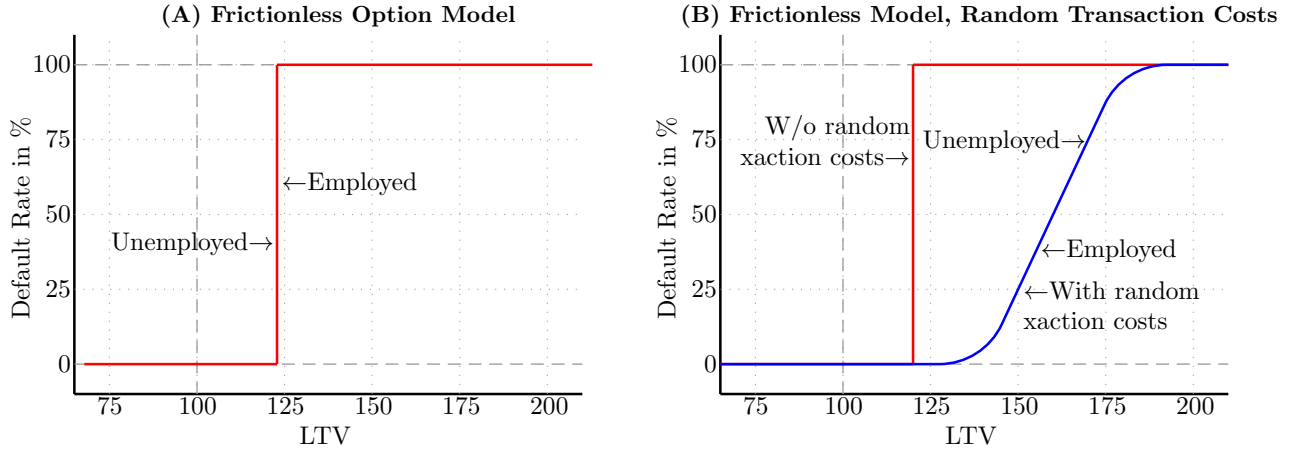 (A) Frictionless Option Model
100
75
50
25
0
Default Rate in %
←Employed
Unemployed→
75 100 125 150 175 200
LTV
(B) Frictionless Model, Random Transaction Costs
100
75
50
25
0
Default Rate in %
W/o random
xaction costs→
Unemployed→
←Employed
←With random
xaction costs
75 100 125 150 175 200
LTV